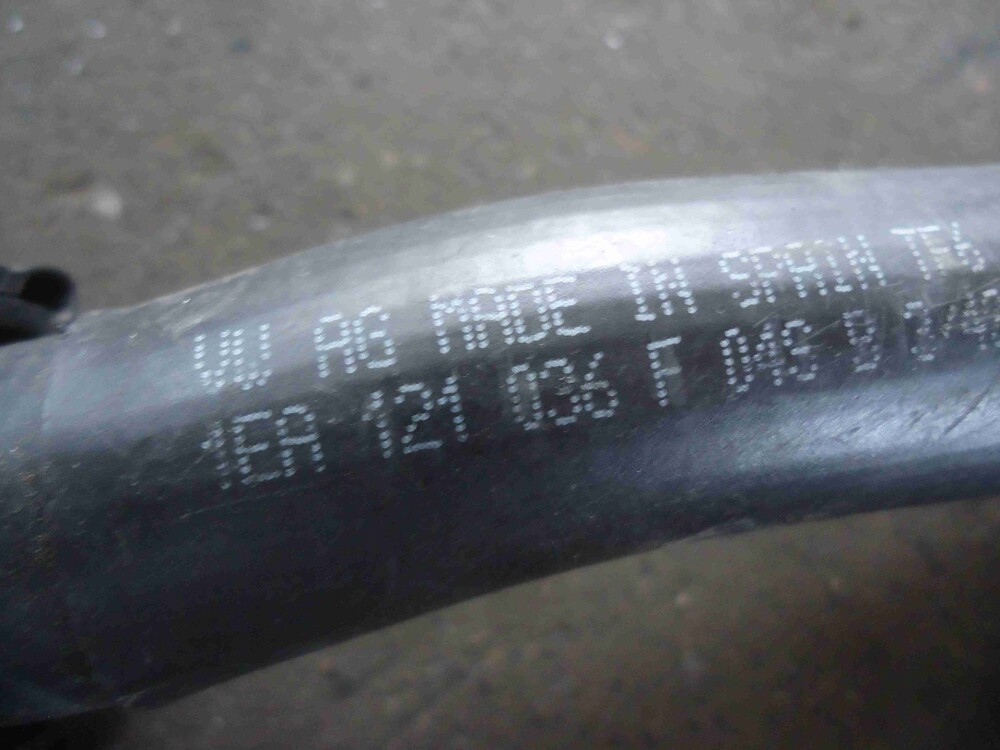 VW AG MADE IN SPAIN
1EA 121 036 F